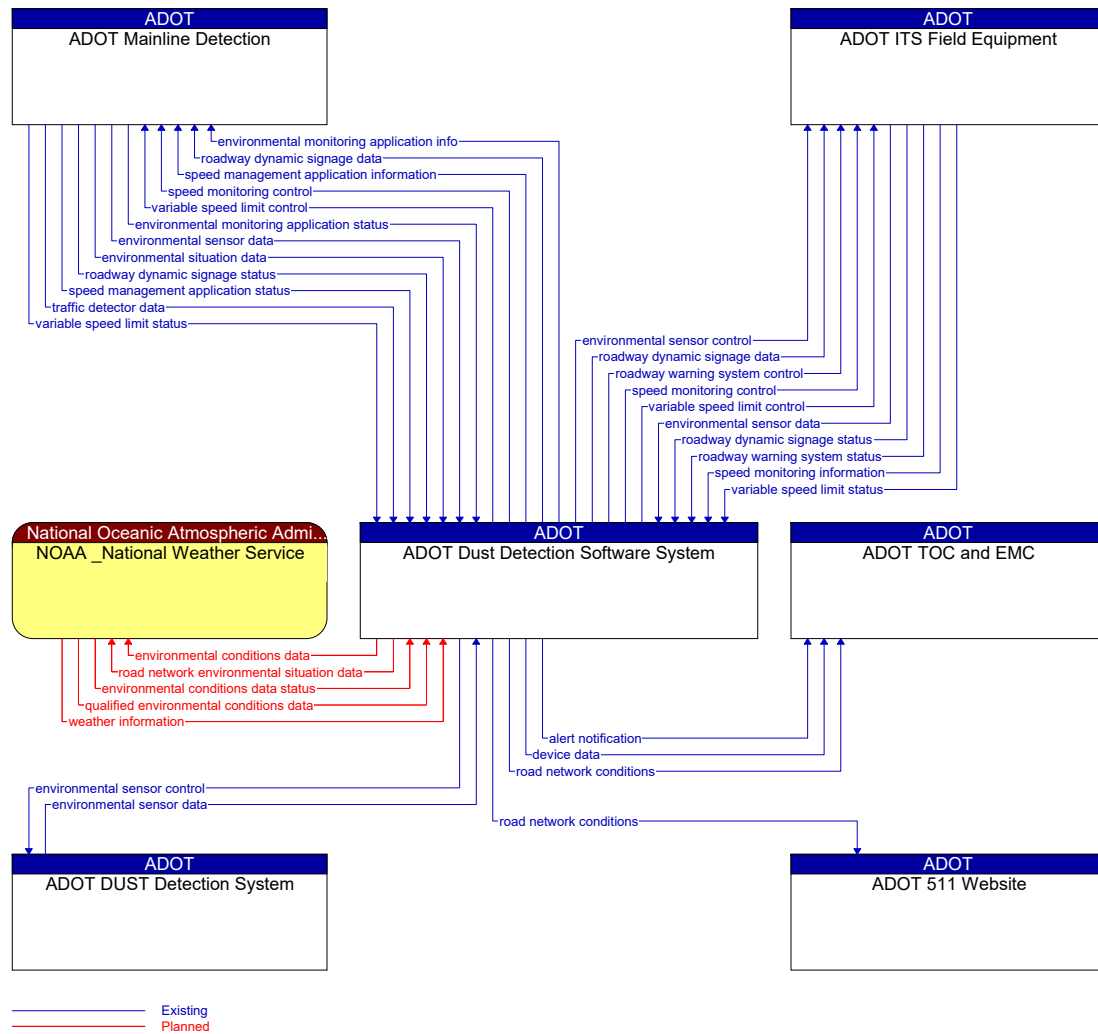 ADOT
ADOT Mainline Detection
ADOT
ADOT ITS Field Equipment
environmental monitoring application info
roadway dynamic signage data
speed management application information
speed monitoring control
variable speed limit control
environmental monitoring application status
environmental sensor data
environmental situation data
roadway dynamic signage status
speed management application status
traffic detector data
variable speed limit status
environmental sensor control
roadway dynamic signage data
roadway warning system control
speed monitoring control
variable speed limit control
environmental sensor data
roadway dynamic signage status
roadway warning system status
speed monitoring information
variable speed limit status
National Oceanic Atmospheric Admi...
NOAA _National Weather Service
ADOT
ADOT Dust Detection Software System
ADOT
ADOT TOC and EMC
environmental conditions data
road network environmental situation data
environmental conditions data status
qualified environmental conditions data
weather information
alert notification
device data
road network conditions
environmental sensor control
environmental sensor data
road network conditions
ADOT
ADOT DUST Detection System
ADOT
ADOT 511 Website
Existing
Planned